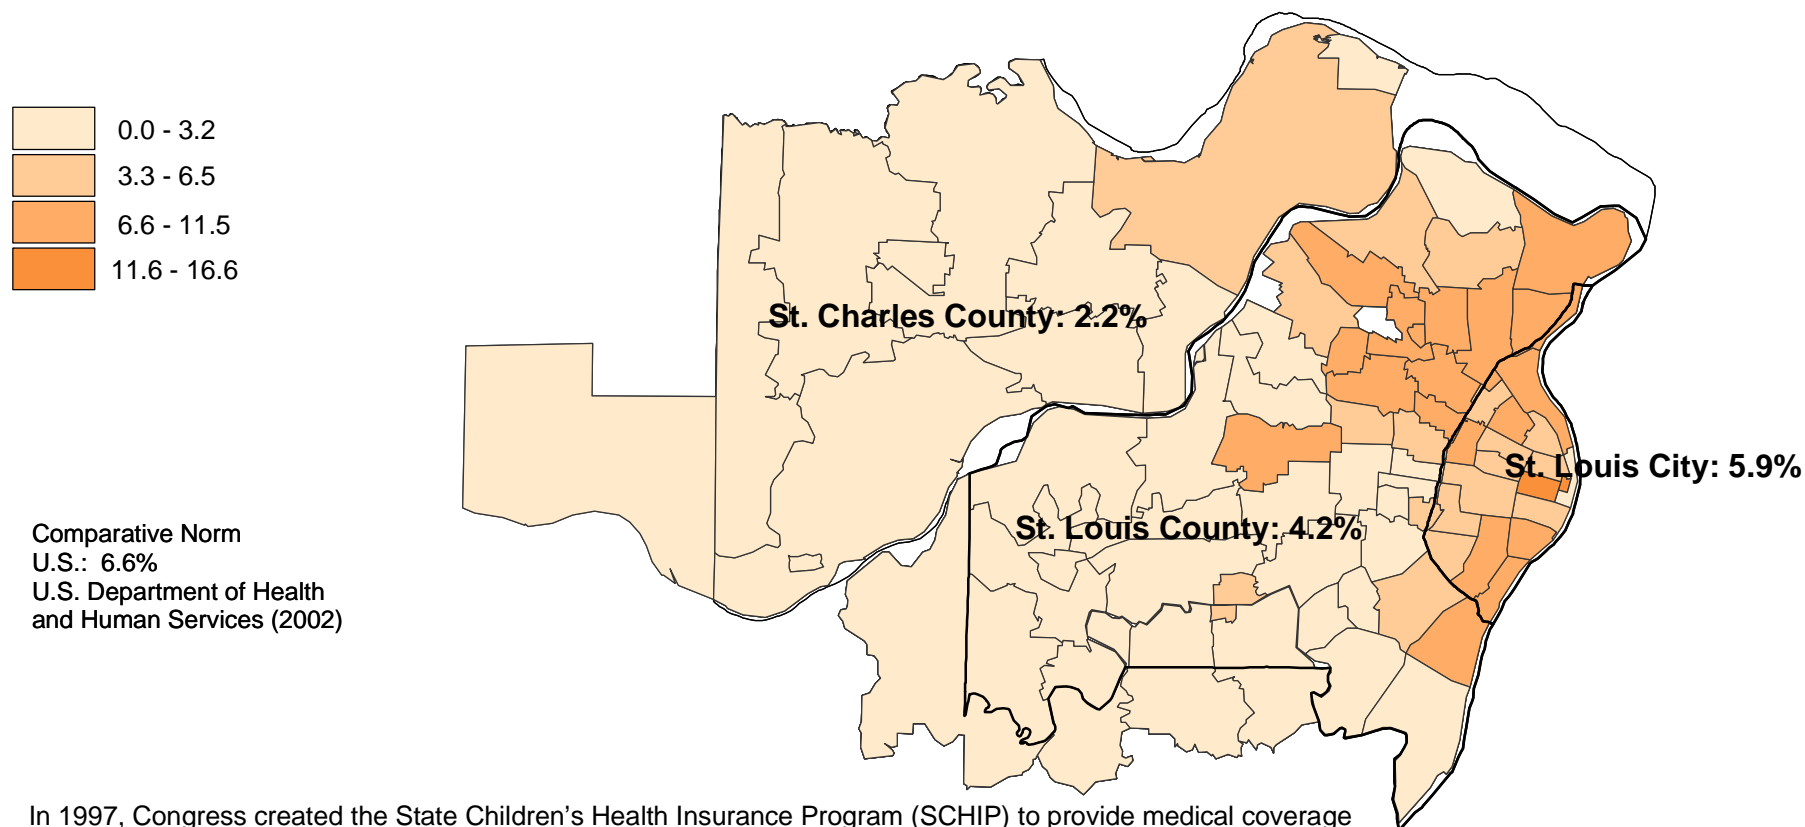 0.0 - 3.2
3.3 - 6.5
6.6 - 11.5
11.6 - 16.6
St. Charles County: 2.2%
St. Louis City: 5.9%
St. Louis County: 4.2%
Comparative Norm
U.S.: 6.6%
U.S. Department of Health
and Human Services (2002)
In 1997, Congress created the State Children's Health Insurance Program (SCHIP) to provide medical coverage